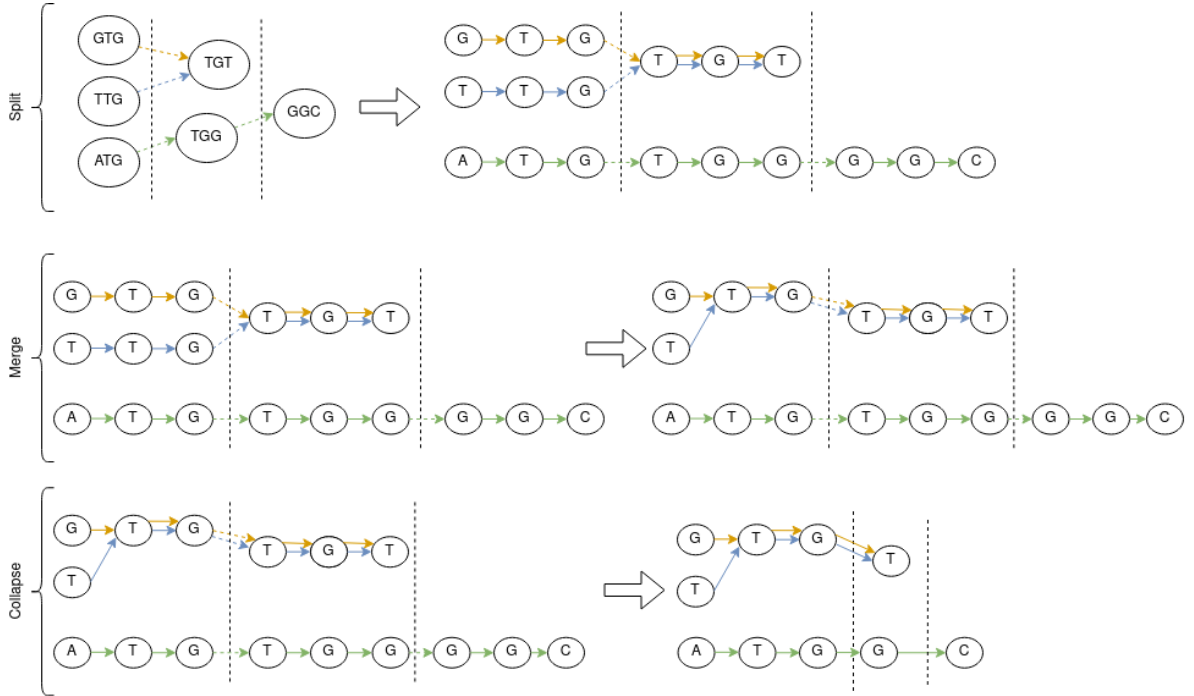 Split
GTG
TTG
ATG
TGT
TGG
GGC
G T G
T T G
T G T
A T G T G G G G C
Merge
G T G
T G T
T T G
A T G T G G G G C
G T G
T G T
T
A T G T G G G G C
Collapse
G T G
T G T
T
A T G T G G G G C
G T G
T
T
A T G G C